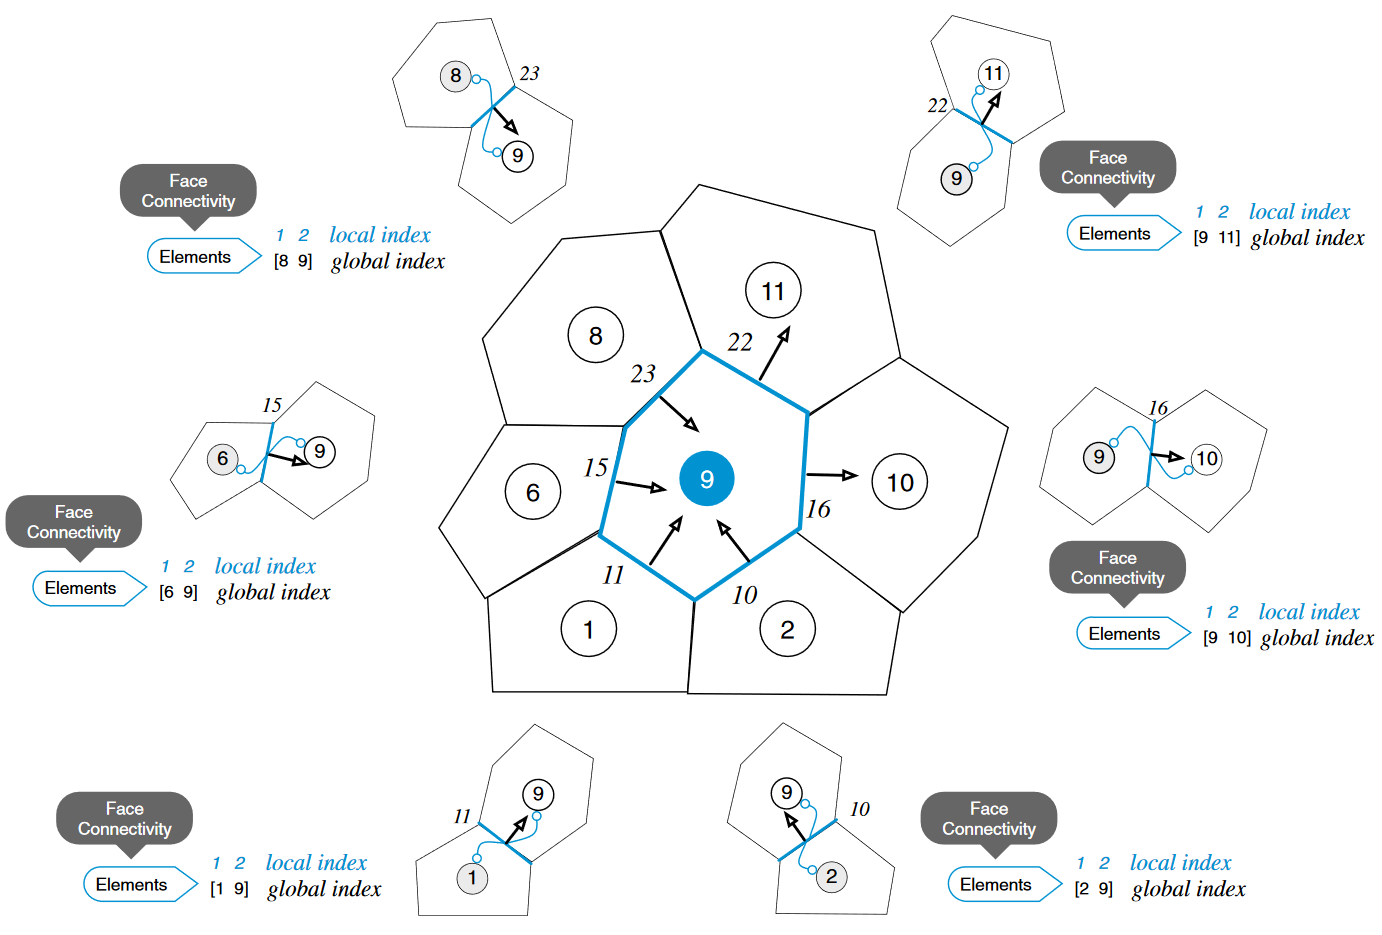 8
23
9
Face
Connectivity
Elements
1 2 local index
[8 9] global index
11
22
9
Face
Connectivity
Elements
1 2 local index
[9 11] global index
11
8
22
23
15
9
6
10
16
11
10
1
2
15
6
9
Face
Connectivity
Elements
1 2 local index
[6 9] global index
16
9
10
Face
Connectivity
Elements
1 2 local index
[9 10] global index
9
11
1
Face
Connectivity
Elements
1 2 local index
[1 9] global index
9
10
2
Face
Connectivity
Elements
1 2 local index
[2 9] global index